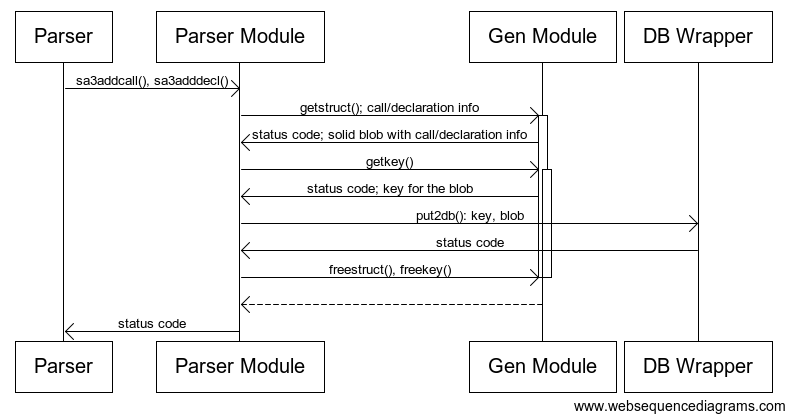 Parser Parser Module Gen Module DB Wrapper
sa3addcall(), sa3adddecl()
getstruct(); call/declaration info
status code; solid blob with call/declaration info
getkey()
status code; key for the blob
put2db(): key, blob
status code
freestruct(), freekey()
status code
Parser Parser Module Gen Module DB Wrapper
www.websequencediagrams.com